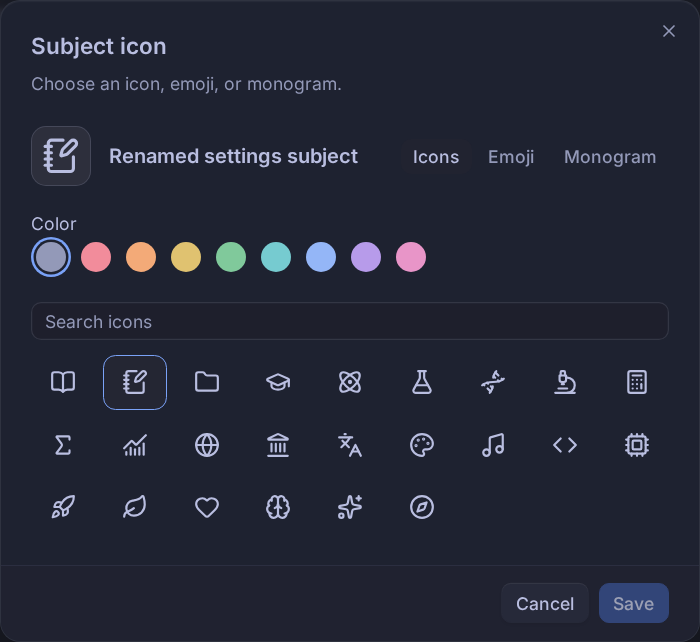 Subject icon
Choose an icon, emoji, or monogram.
Renamed settings subject
Icons
Emoji
Monogram
Color
Search icons
Cancel
Save